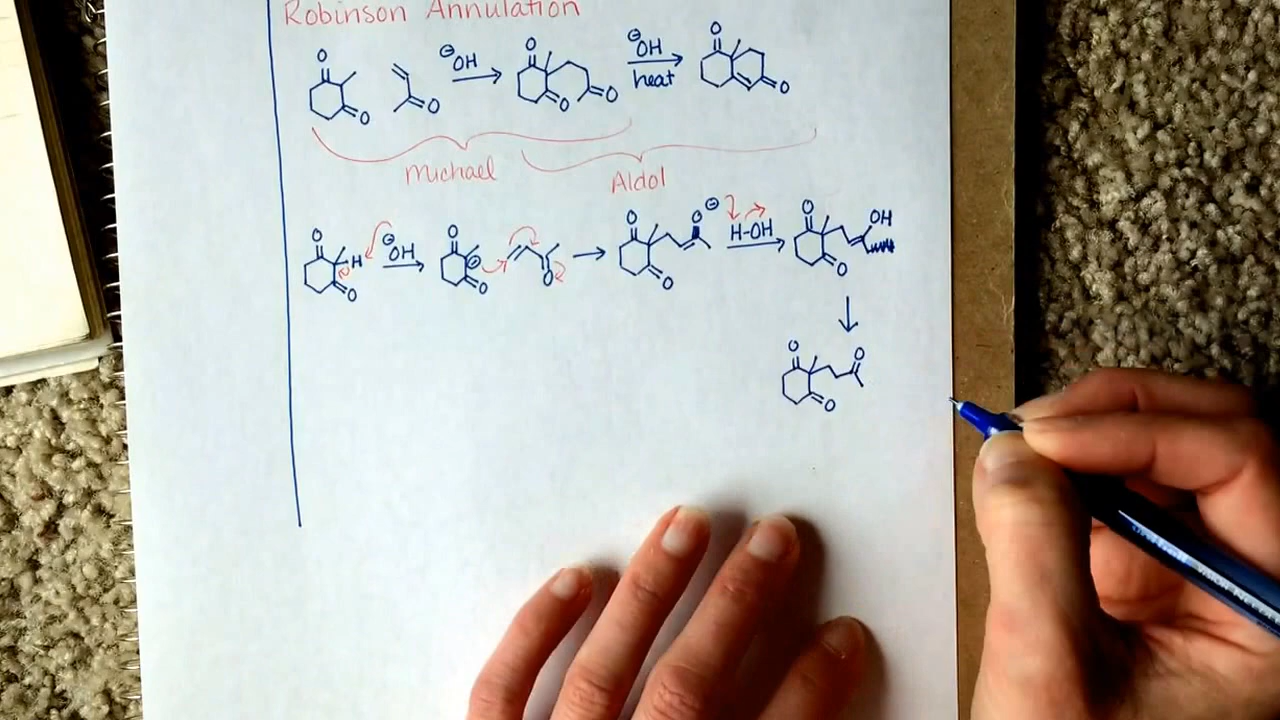 Robinson Annulation
O O O ⊖OH O O O ⊖OH heat O O
Michael
Aldol
O H O ⊖OH O ⊖ O O O O O ⊖ H-OH O O OH
O O O